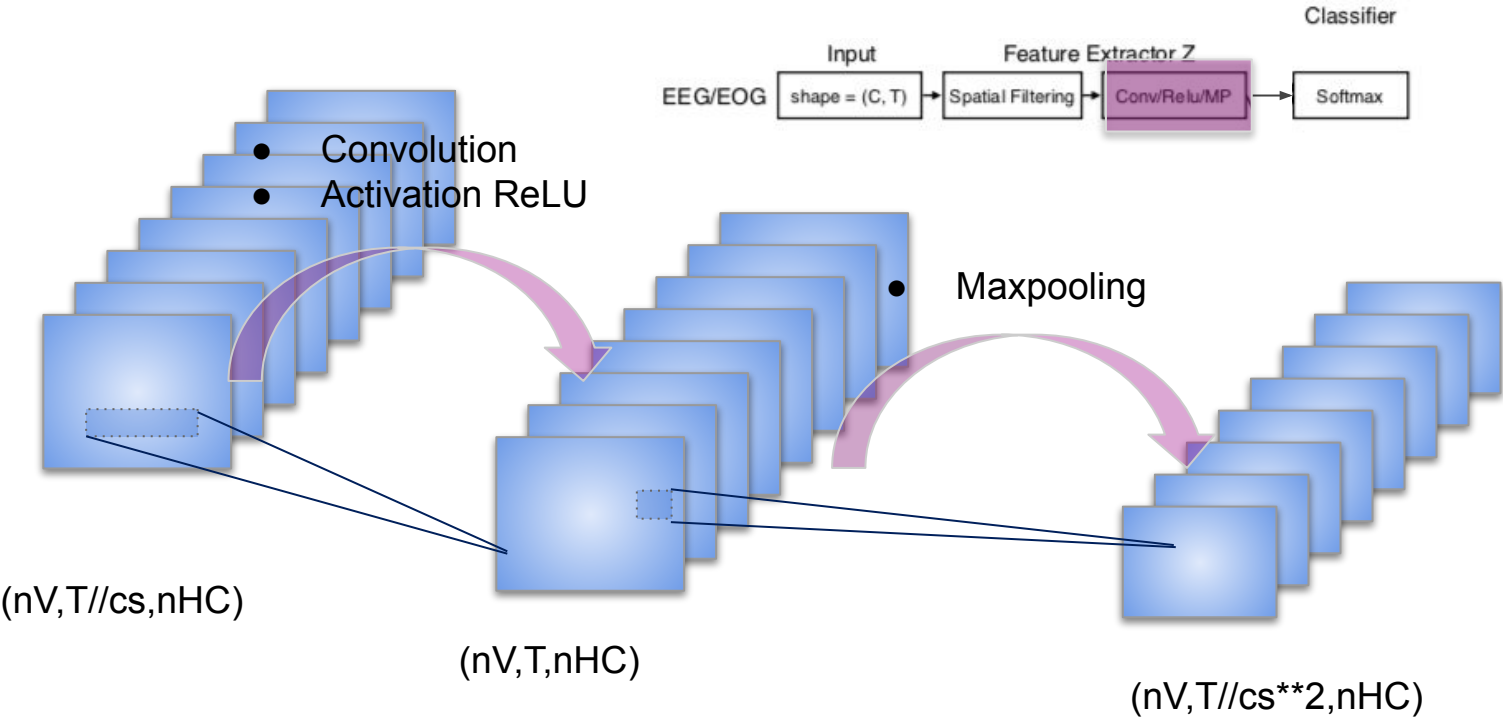 Classifier
Input Feature Extractor Z
EEG/EOG shape = (C, T) Spatial Filtering Conv/Relu/MP Softmax
● Convolution
● Activation ReLU
● Maxpooling
(nV,T//cs,nHC)
(nV,T,nHC)
(nV,T//cs**2,nHC)